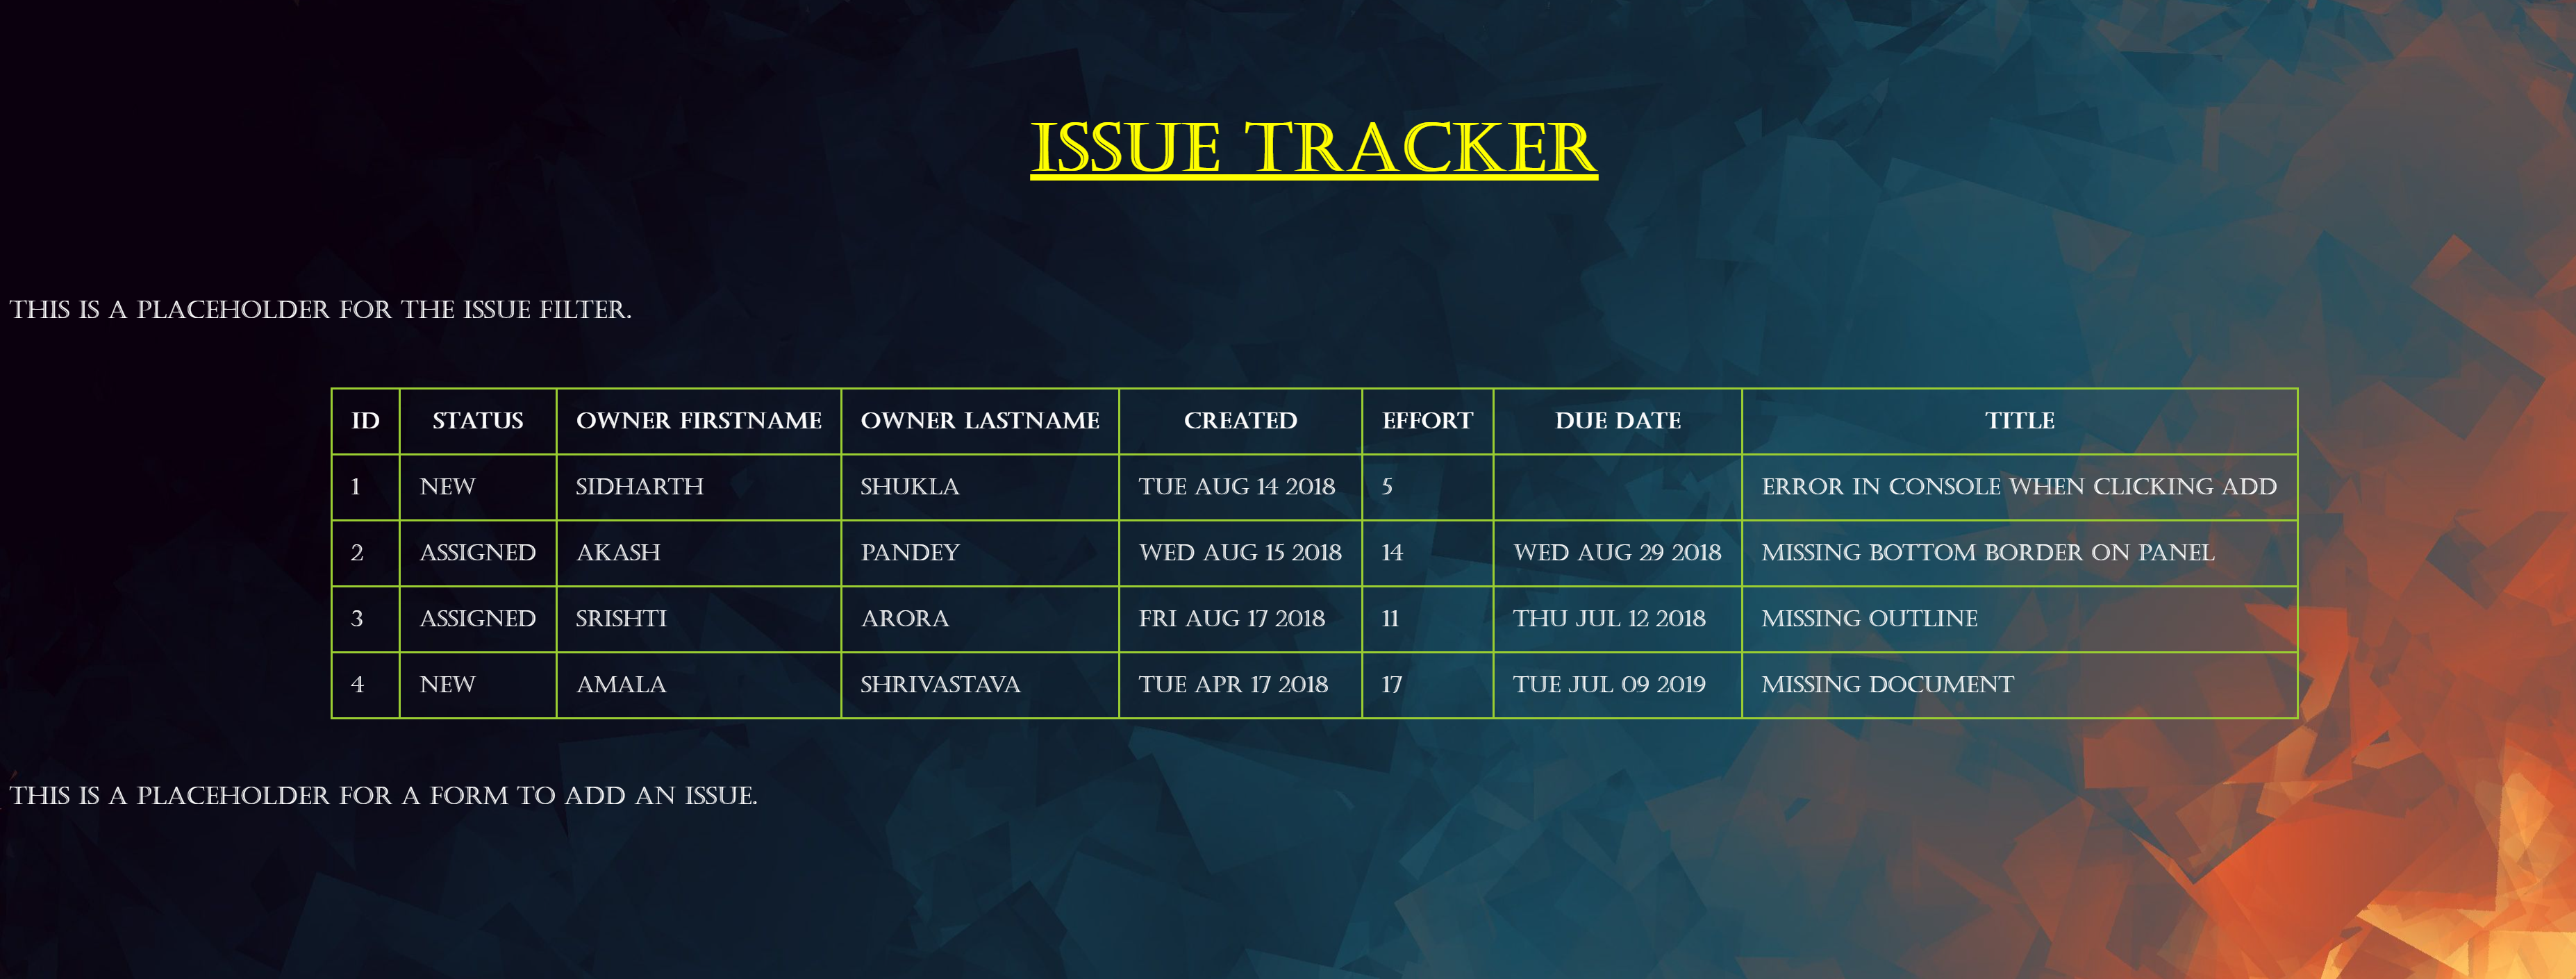 ISSUE TRACKER
THIS IS A PLACEHOLDER FOR THE ISSUE FILTER.
ID STATUS OWNER FIRSTNAME OWNER LASTNAME CREATED EFFORT DUE DATE TITLE
1 NEW SIDHARTH SHUKLA TUE AUG 14 2018 5 ERROR IN CONSOLE WHEN CLICKING ADD
2 ASSIGNED AKASH PANDEY WED AUG 15 2018 14 WED AUG 29 2018 MISSING BOTTOM BORDER ON PANEL
3 ASSIGNED SRISHTI ARORA FRI AUG 17 2018 11 THU JUL 12 2018 MISSING OUTLINE
4 NEW AMALA SHRIVASTAVA TUE APR 17 2018 17 TUE JUL 09 2019 MISSING DOCUMENT
THIS IS A PLACEHOLDER FOR A FORM TO ADD AN ISSUE.